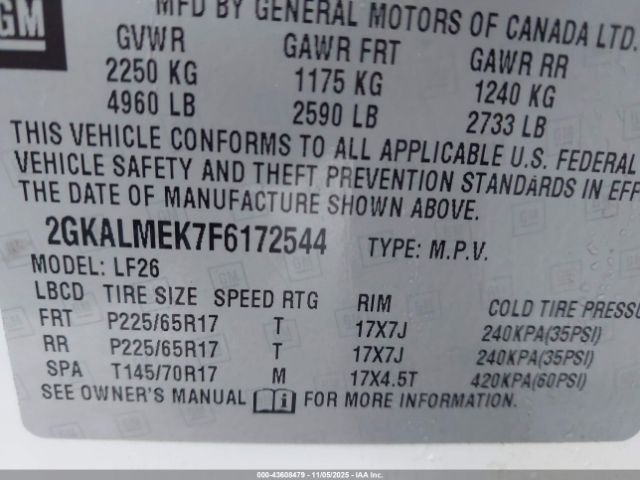 GM
MFD BY GENERAL MOTORS OF CANADA LTD.
GVWR GAWR FRT GAWR RR
2250 KG 1175 KG 1240 KG
4960 LB 2590 LB 2733 LB
THIS VEHICLE CONFORMS TO ALL APPLICABLE U.S. FEDERAL
VEHICLE SAFETY AND THEFT PREVENTION STANDARDS IN EFF
THE DATE OF MANUFACTURE SHOWN ABOVE.
2GKALMEK7F6172544 TYPE: M.P.V.
MODEL: LF26
LBCD TIRE SIZE SPEED RTG RIM COLD TIRE PRESSU
FRT P225/65R17 T 17X7J 240KPA(35PSI)
RR P225/65R17 T 17X7J 240KPA(35PSI)
SPA T145/70R17 M 17X4.5T 420KPA(60PSI)
SEE OWNER'S MANUAL FOR MORE INFORMATION.
000-43608479 - 11/05/2025 - IAA Inc. Copyright